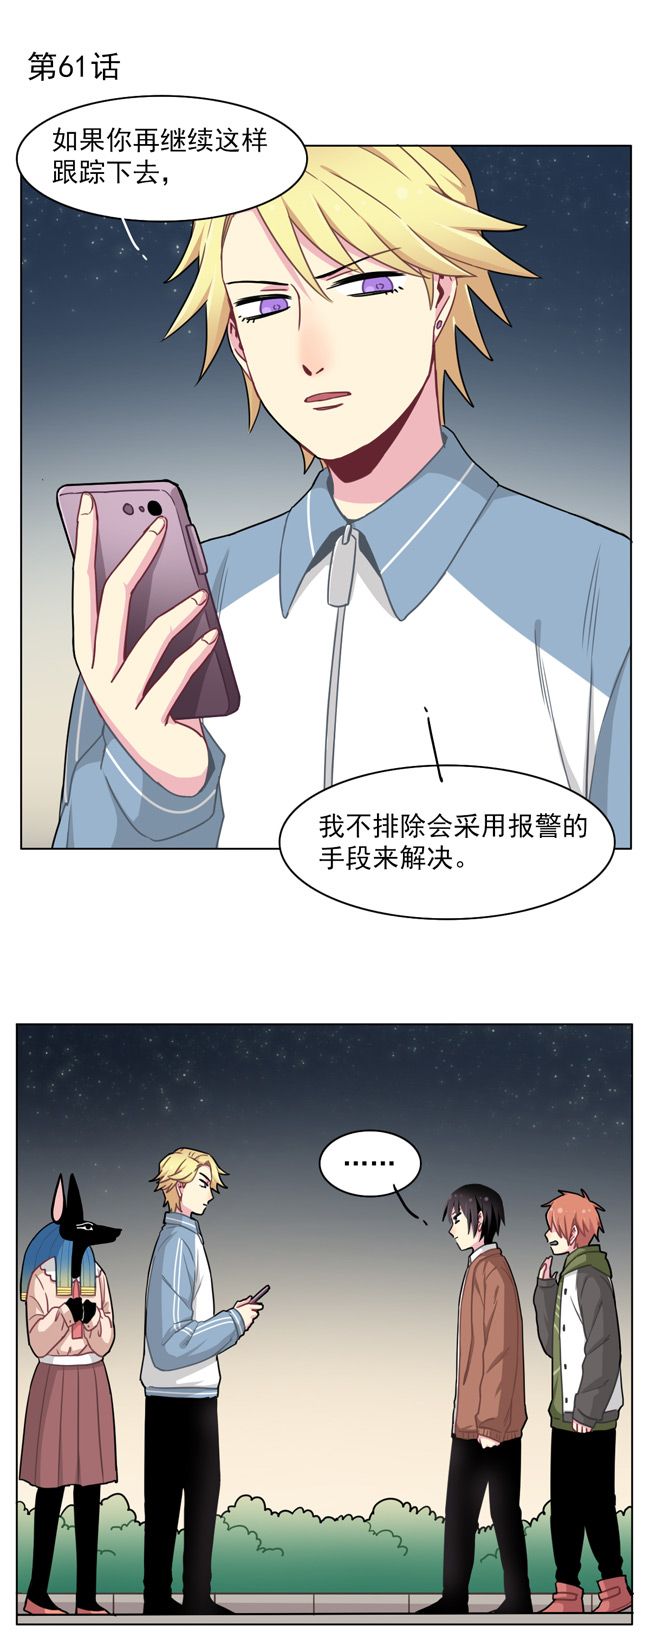 第61话
如果你再继续这样
跟踪下去，
我不排除会采用报警的
手段来解决。
……